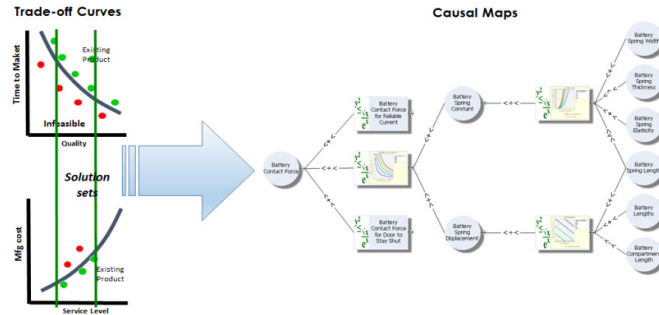 Trade-off Curves
Causal Maps
Time to Maket
Existing
Product
Infeasible
Quality
Solution
sets
Mfg cost
Existing
Product
Service Level
Battery
Contact Force
Battery
Contact Force
for Reliable
Current
Battery
Contact Force
for Door to
Stay Shut
Battery
Spring
Constant
Battery
Spring
Displacement
Battery
Spring Width
Battery
Spring
Thickness
Battery
Spring
Elasticity
Battery
Spring Length
Battery
Lengths
Battery
Compartment
Length